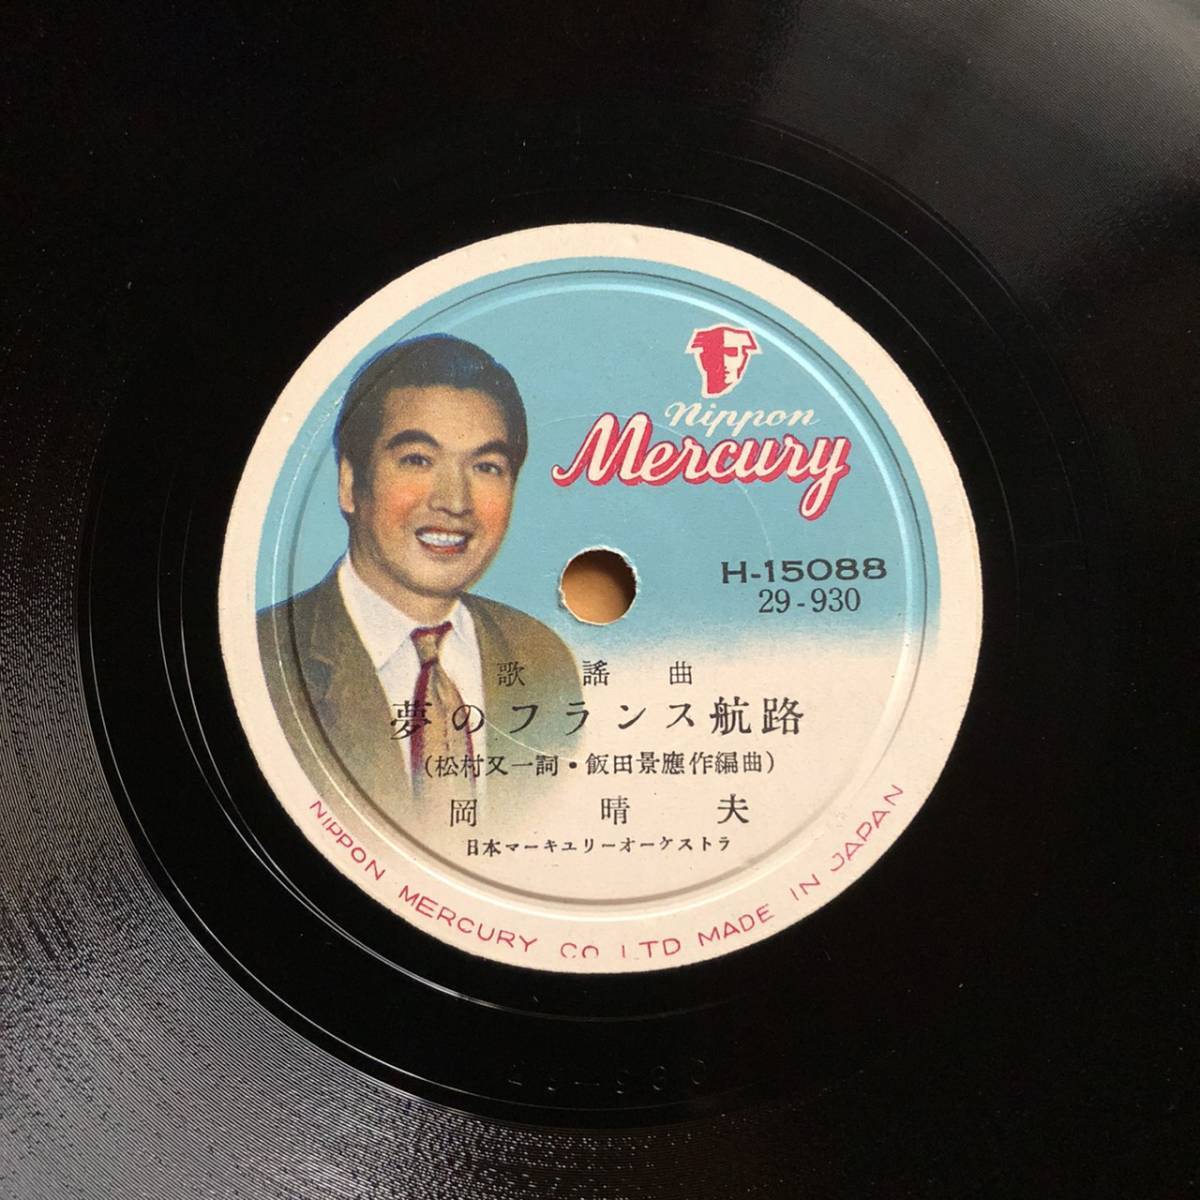 Nippon
Mercury
H-15088
29-930
歌謡曲
夢のフランス航路
(松村又一詞・飯田景應作編曲)
岡晴夫
日本マーキュリーオーケストラ
NIPPON MERCURY CO LTD MADE IN JAPAN